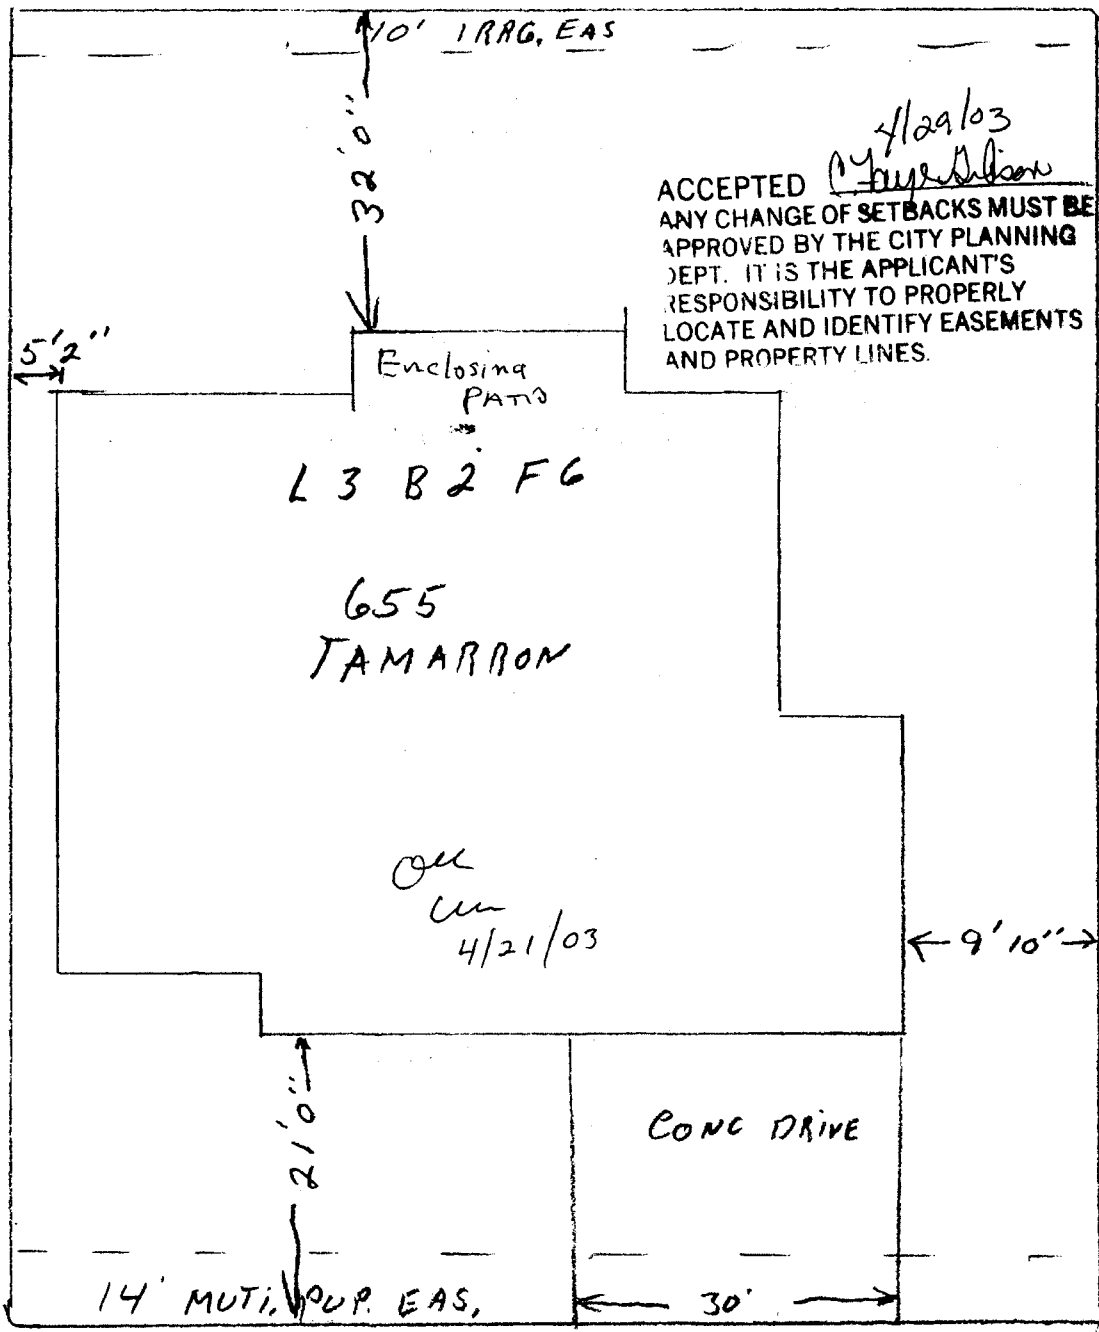 10' IRRG, EAS
32'0"
4/29/03
ACCEPTED C. Faye Gibson
ANY CHANGE OF SETBACKS MUST BE
APPROVED BY THE CITY PLANNING
DEPT. IT IS THE APPLICANT'S
RESPONSIBILITY TO PROPERLY
LOCATE AND IDENTIFY EASEMENTS
AND PROPERTY LINES.
5'2"
Enclosing
PATIO
L 3 B 2 F 6
655
TAMARRON
4/21/03
9'10"
21'0"
CONC DRIVE
14' MUTI. PUP. EAS,
30'